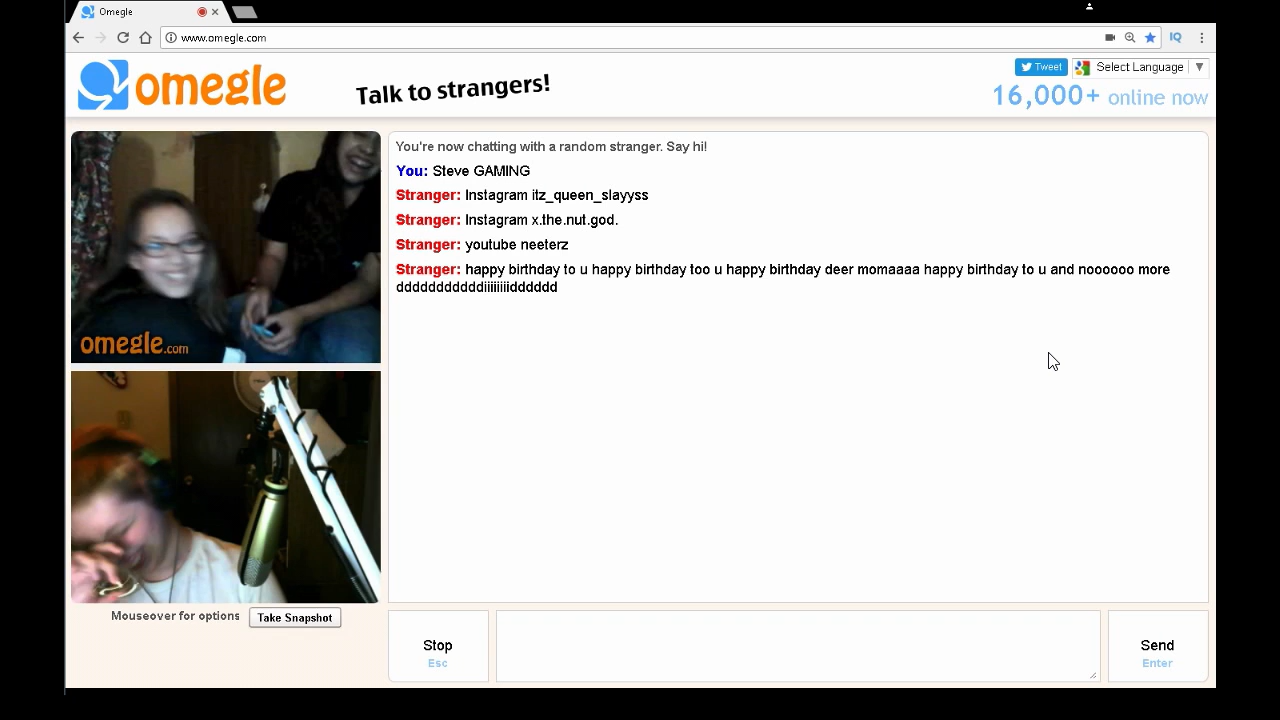 Omegle
www.omegle.com
IQ
omegle
Talk to strangers!
Tweet
Select Language
16,000+ online now
You're now chatting with a random stranger. Say hi!
You: Steve GAMING
Stranger: Instagram itz_queen_slayyss
Stranger: Instagram x.the.nut.god.
Stranger: youtube neeterz
Stranger: happy birthday to u happy birthday too u happy birthday deer momaaaa happy birthday to u and noooooo more
dddddddddddiiiiiiiidddddd
omegle.com
Mouseover for options
Take Snapshot
Stop
Esc
Send
Enter